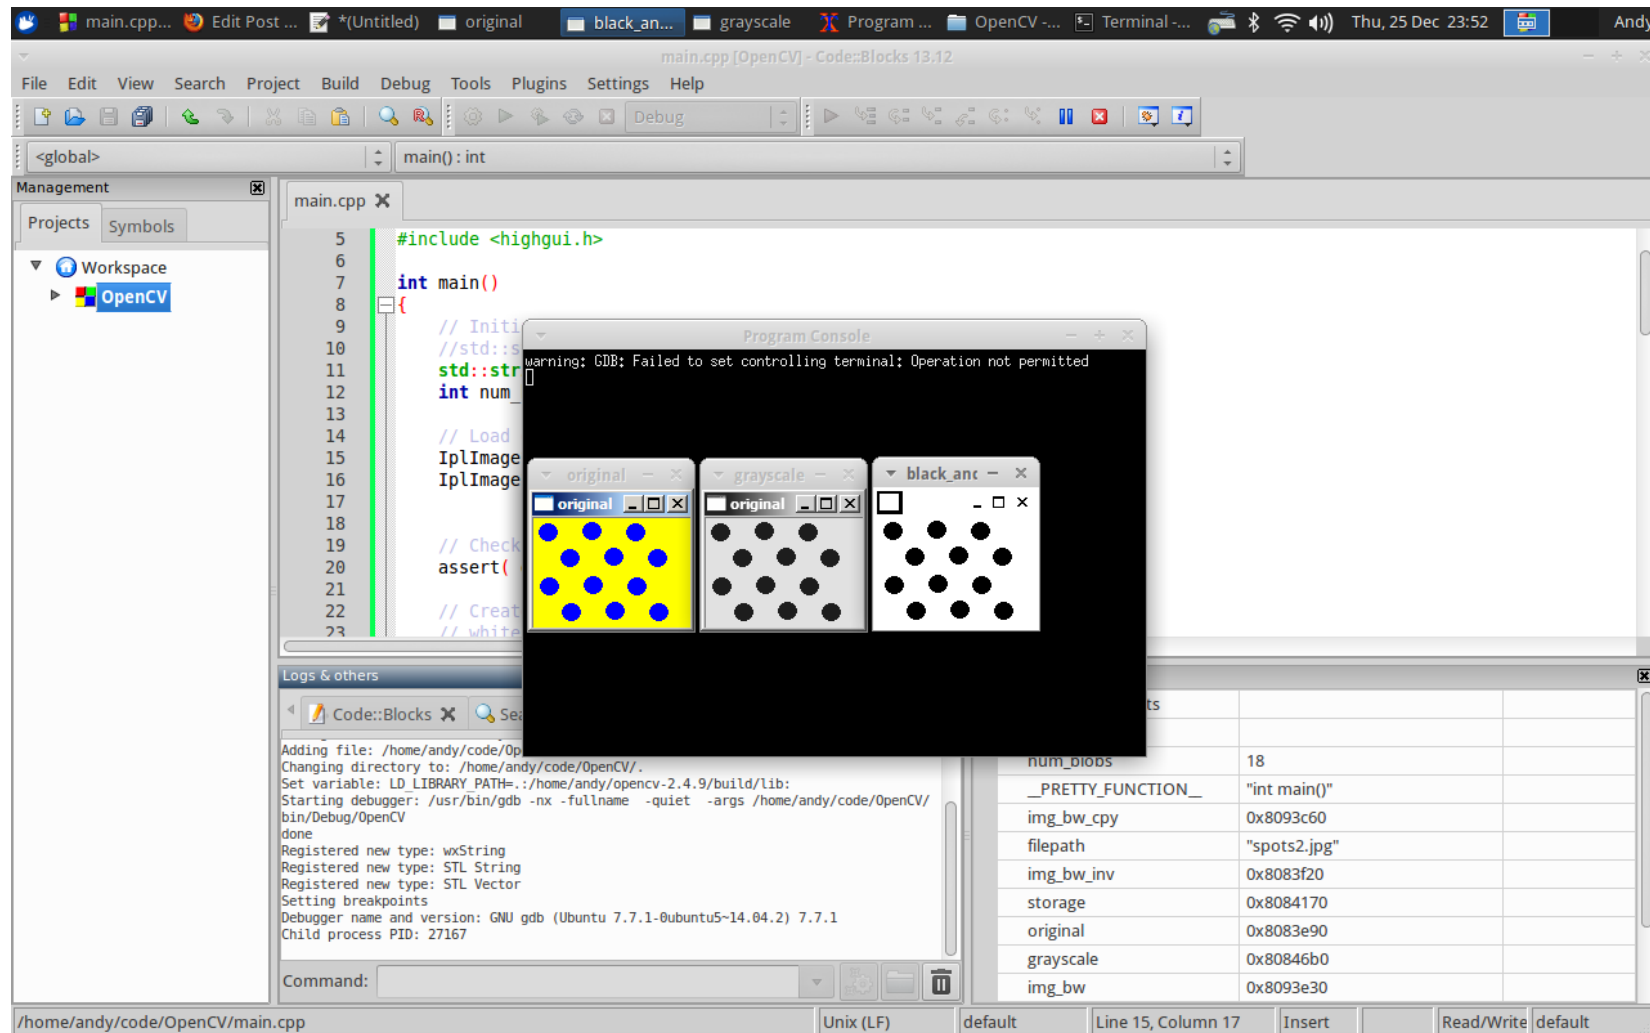 main.cpp... Edit Post ... *(Untitled) original black_an... grayscale Program ... OpenCV -... Terminal -... Thu, 25 Dec 23:52 Andy
main.cpp [OpenCV] - Code::Blocks 13.12
File Edit View Search Project Build Debug Tools Plugins Settings Help
Debug
<global> main() : int
Management
Projects Symbols
Workspace
OpenCV
main.cpp
5 #include <highgui.h>
6
7 int main()
8 {
9 // Initi
10 //std::s
11 std::str
12 int num_
13
14 // Load
15 IplImage
16 IplImage
17
18
19 // Check
20 assert(
21
22 // Creat
23 // white
Program Console
warning: GDB: Failed to set controlling terminal: Operation not permitted
original grayscale black_and
original original
Logs & others
Code::Blocks Sea
Adding file: /home/andy/code/Op
Changing directory to: /home/andy/code/OpenCV/.
Set variable: LD_LIBRARY_PATH=.:/home/andy/opencv-2.4.9/build/lib:
Starting debugger: /usr/bin/gdb -nx -fullname -quiet -args /home/andy/code/OpenCV/
bin/Debug/OpenCV
done
Registered new type: wxString
Registered new type: STL String
Registered new type: STL Vector
Setting breakpoints
Debugger name and version: GNU gdb (Ubuntu 7.7.1-0ubuntu5~14.04.2) 7.7.1
Child process PID: 27167
Command:
ts
num_blobs 18
__PRETTY_FUNCTION__ "int main()"
img_bw_cpy 0x8093c60
filepath "spots2.jpg"
img_bw_inv 0x8083f20
storage 0x8084170
original 0x8083e90
grayscale 0x80846b0
img_bw 0x8093e30
/home/andy/code/OpenCV/main.cpp Unix (LF) default Line 15, Column 17 Insert Read/Write default